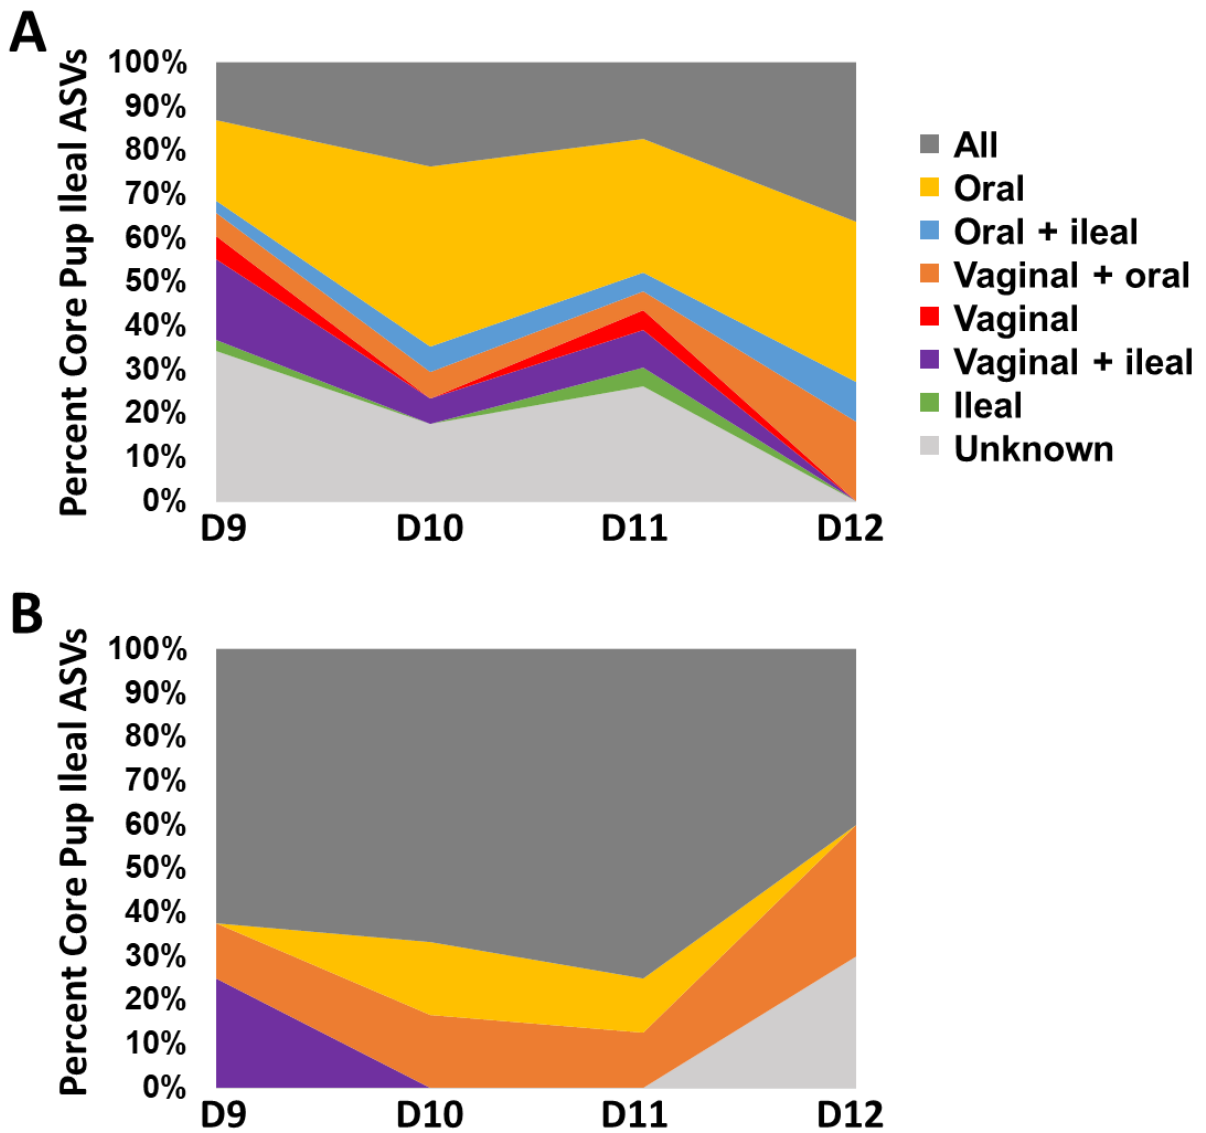 A
Percent Core Pup Ileal ASVs
100%
90%
80%
70%
60%
50%
40%
30%
20%
10%
0%
D9 D10 D11 D12
All
Oral
Oral + ileal
Vaginal + oral
Vaginal
Vaginal + ileal
Ileal
Unknown
B
Percent Core Pup Ileal ASVs
100%
90%
80%
70%
60%
50%
40%
30%
20%
10%
0%
D9 D10 D11 D12